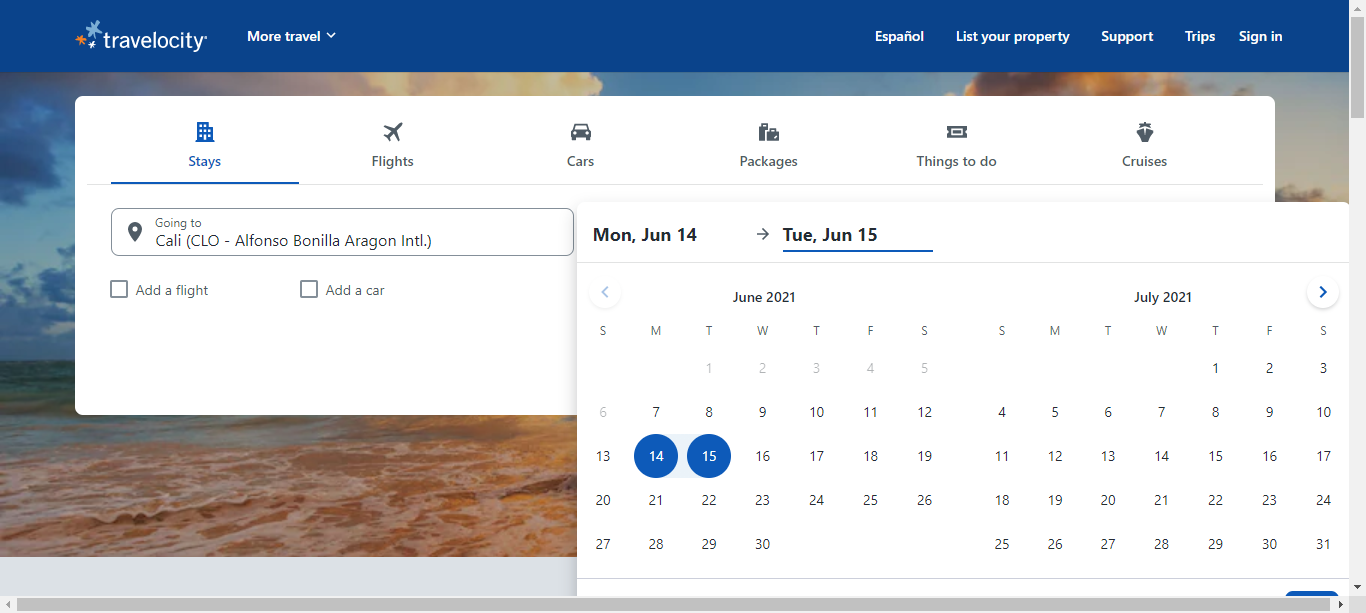 travelocity
More travel
Español
List your property
Support
Trips
Sign in
Stays
Flights
Cars
Packages
Things to do
Cruises
Going to
Cali (CLO - Alfonso Bonilla Aragon Intl.)
Add a flight
Add a car
Mon, Jun 14
Tue, Jun 15
June 2021
S M T W T F S
1 2 3 4 5
6 7 8 9 10 11 12
13 14 15 16 17 18 19
20 21 22 23 24 25 26
27 28 29 30
July 2021
S M T W T F S
1 2 3
4 5 6 7 8 9 10
11 12 13 14 15 16 17
18 19 20 21 22 23 24
25 26 27 28 29 30 31